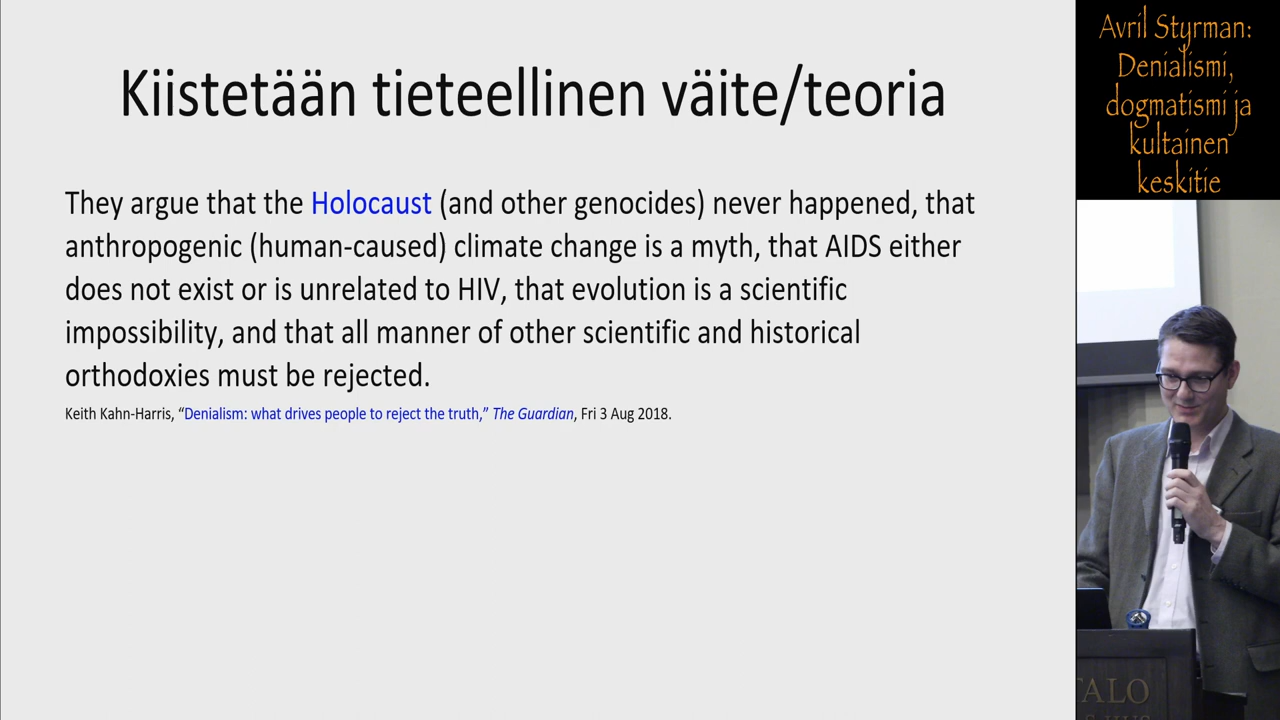 Kiistetään tieteellinen väite/teoria
They argue that the Holocaust (and other genocides) never happened, that
anthropogenic (human-caused) climate change is a myth, that AIDS either
does not exist or is unrelated to HIV, that evolution is a scientific
impossibility, and that all manner of other scientific and historical
orthodoxies must be rejected.
Keith Kahn-Harris, “Denialism: what drives people to reject the truth,” The Guardian, Fri 3 Aug 2018.
Avril Styrman:
Denialismi,
dogmatismi ja
kultainen
keskitie
TALO